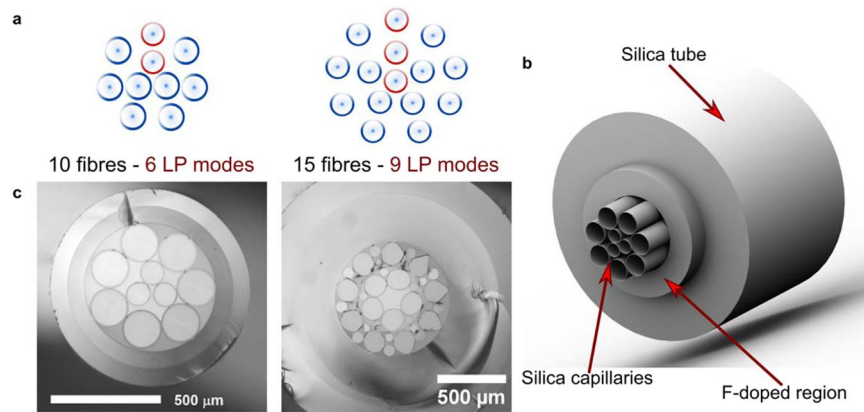 a
10 fibres - 6 LP modes
15 fibres - 9 LP modes
b
Silica tube
Silica capillaries
F-doped region
c
500 µm
500 µm